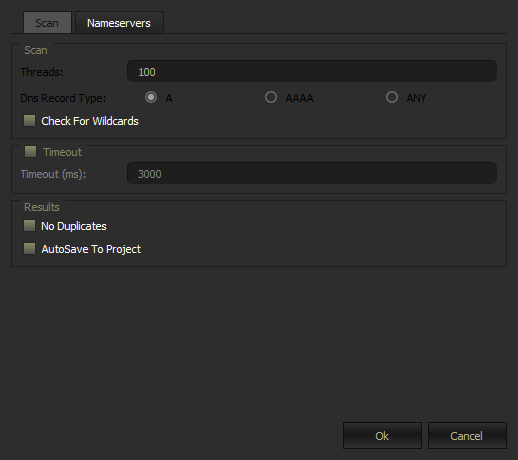 Scan Nameservers
Scan
Threads: 100
Dns Record Type: A AAAA ANY
Check For Wildcards
Timeout
Timeout (ms): 3000
Results
No Duplicates
AutoSave To Project
Ok Cancel